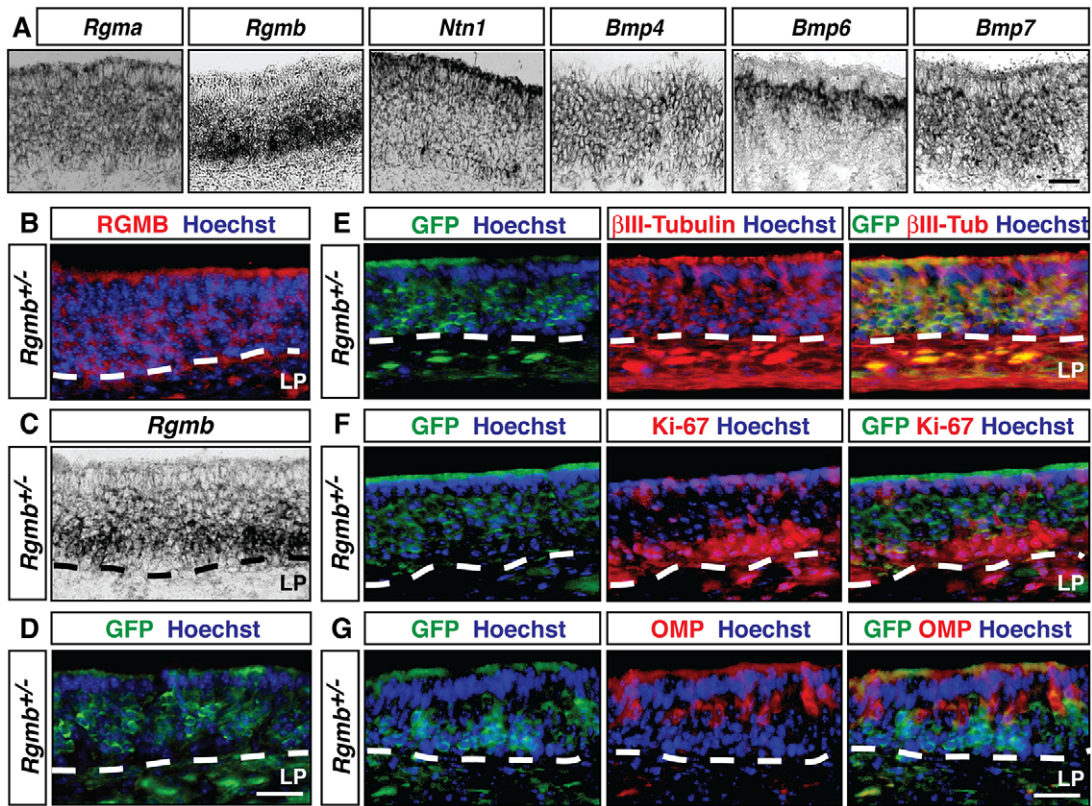 A Rgma Rgmb Ntn1 Bmp4 Bmp6 Bmp7
B RGMB Hoechst
Rgmb+/-
LP
E GFP Hoechst βIII-Tubulin Hoechst GFP βIII-Tub Hoechst
Rgmb+/-
LP
C Rgmb
Rgmb+/-
LP
F GFP Hoechst Ki-67 Hoechst GFP Ki-67 Hoechst
Rgmb+/-
LP
D GFP Hoechst
Rgmb+/-
LP
G GFP Hoechst OMP Hoechst GFP OMP Hoechst
Rgmb+/-
LP